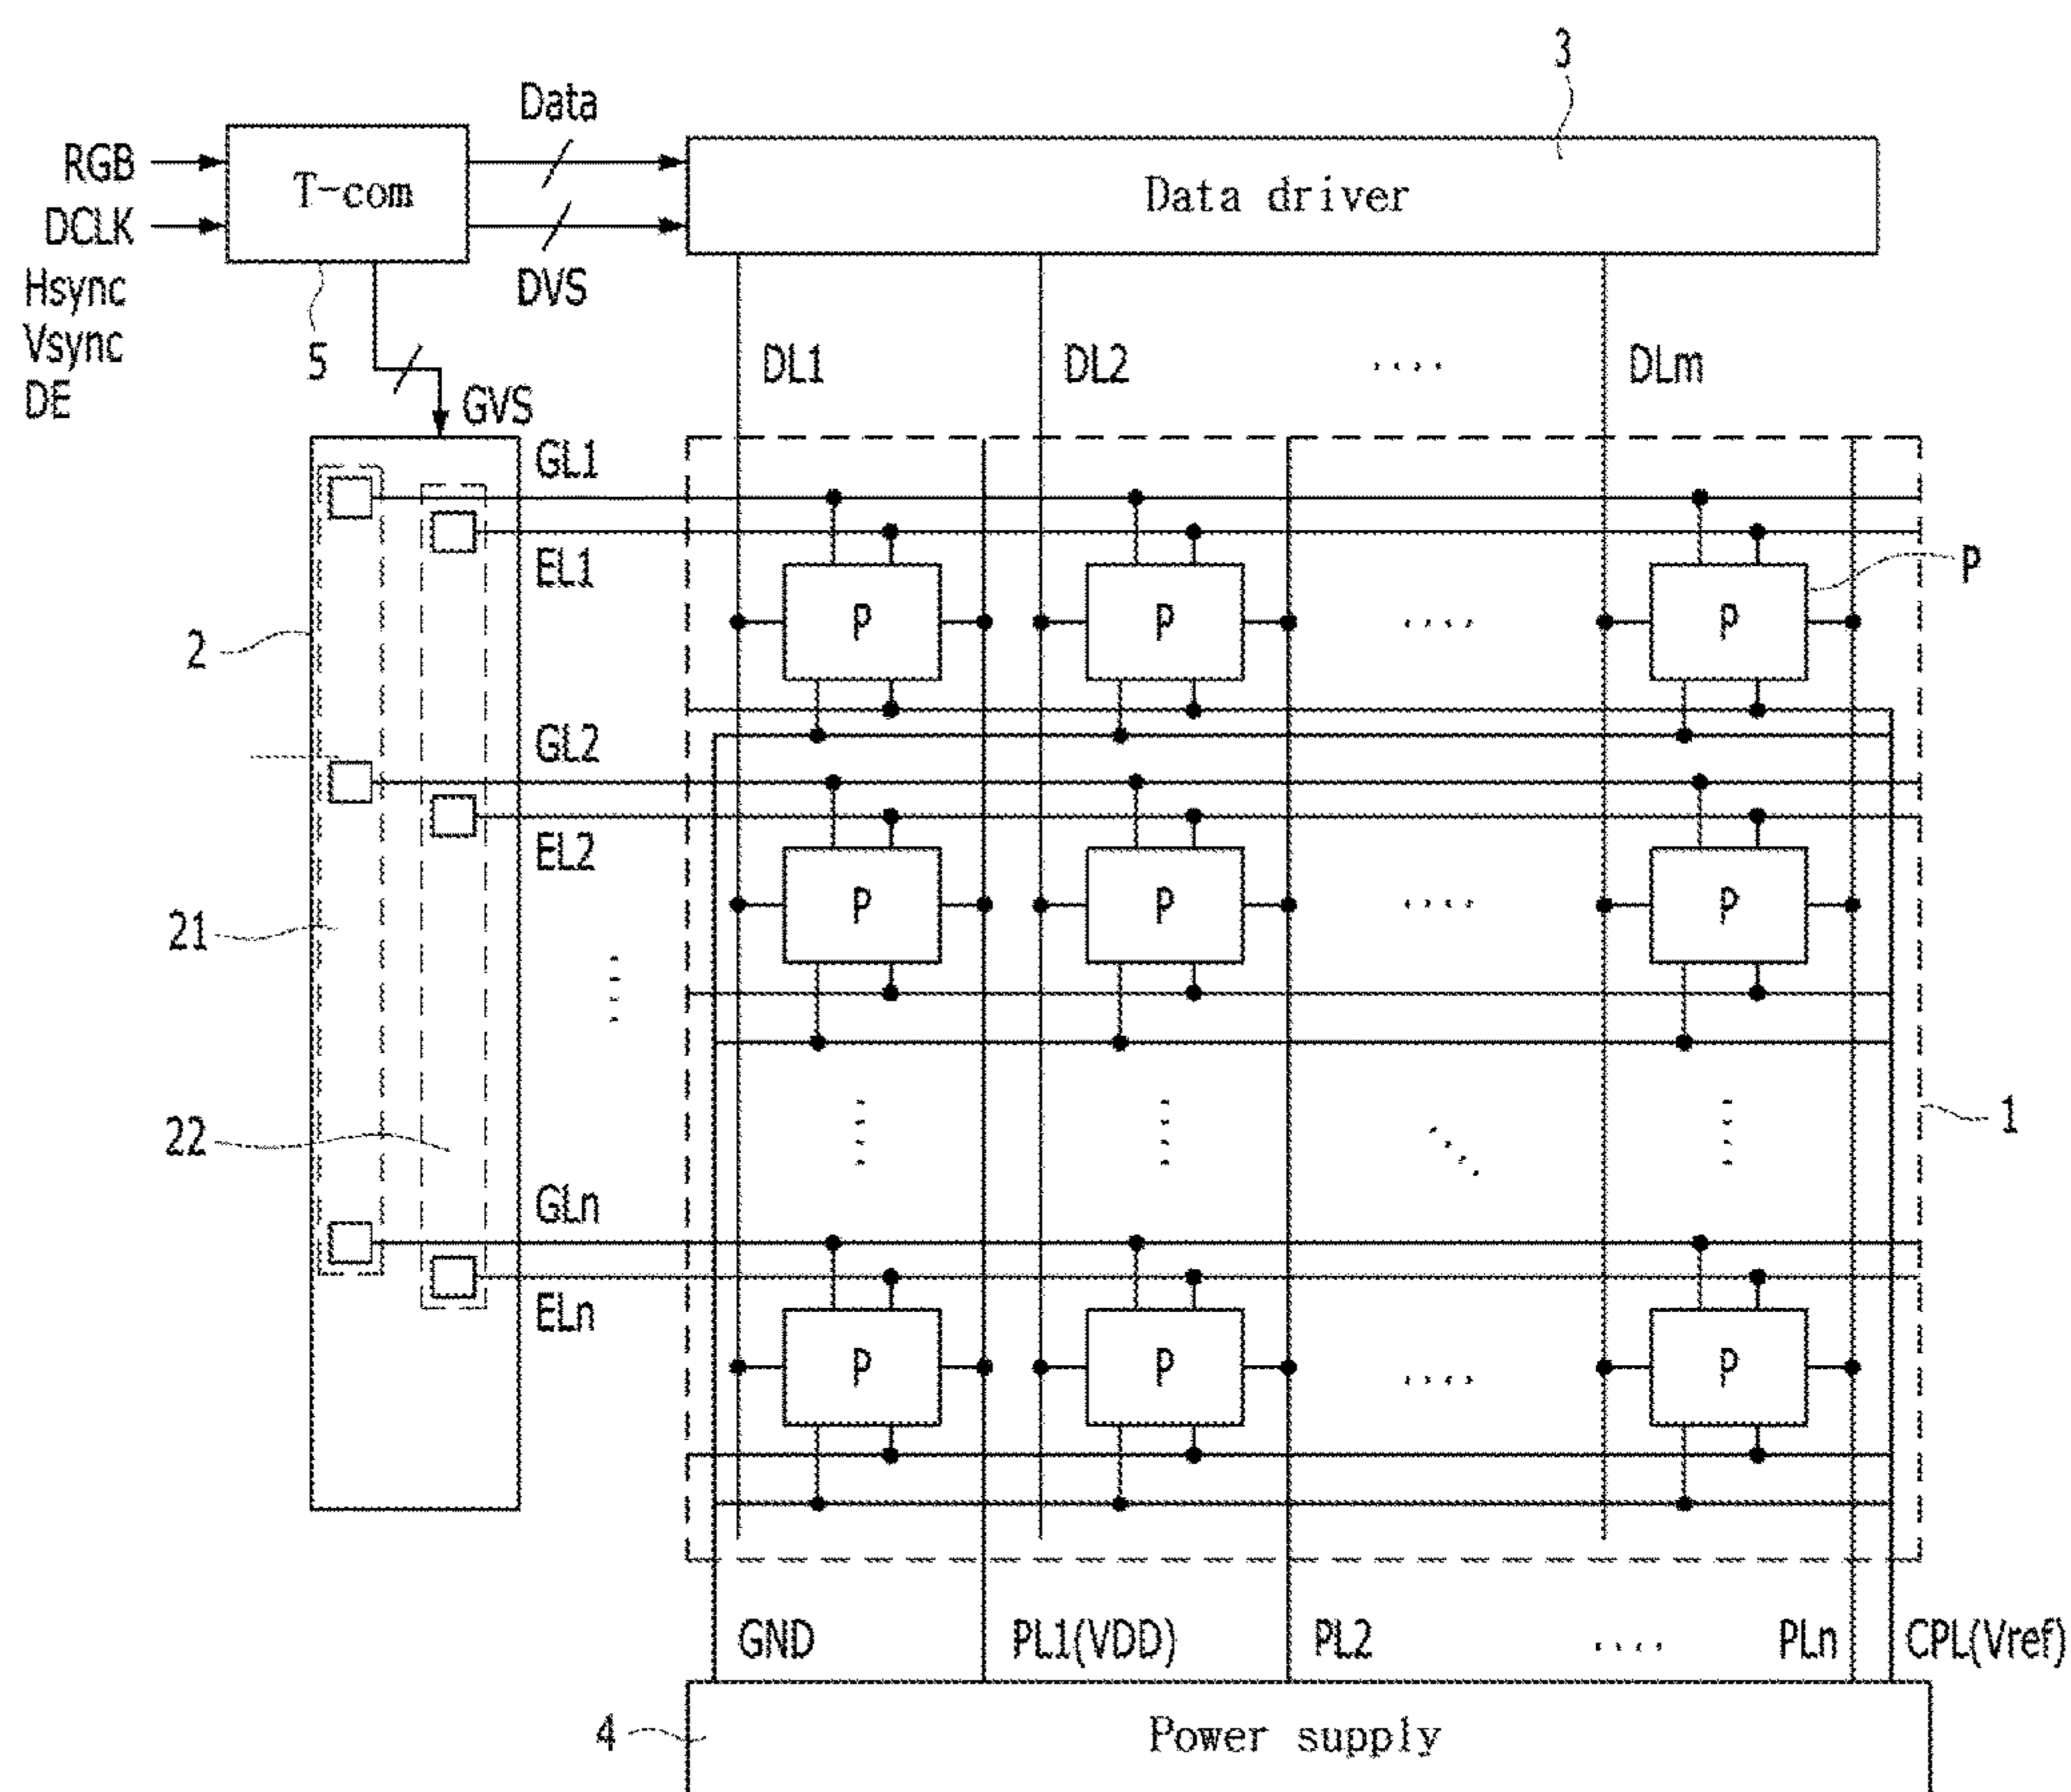 3
Data
RGB
T-com
Data driver
DCLK
Hsync
DVS
Vsync
5
DL1
DL2
....
DLm
DE
GVS
GL1
EL1
P
P
P
....
P
2
GL2
EL2
P
P
....
P
21
22
1
GLn
ELn
P
P
....
P
GND
PL1(VDD)
PL2
....
PLn
CPL(Vref)
4
Power supply